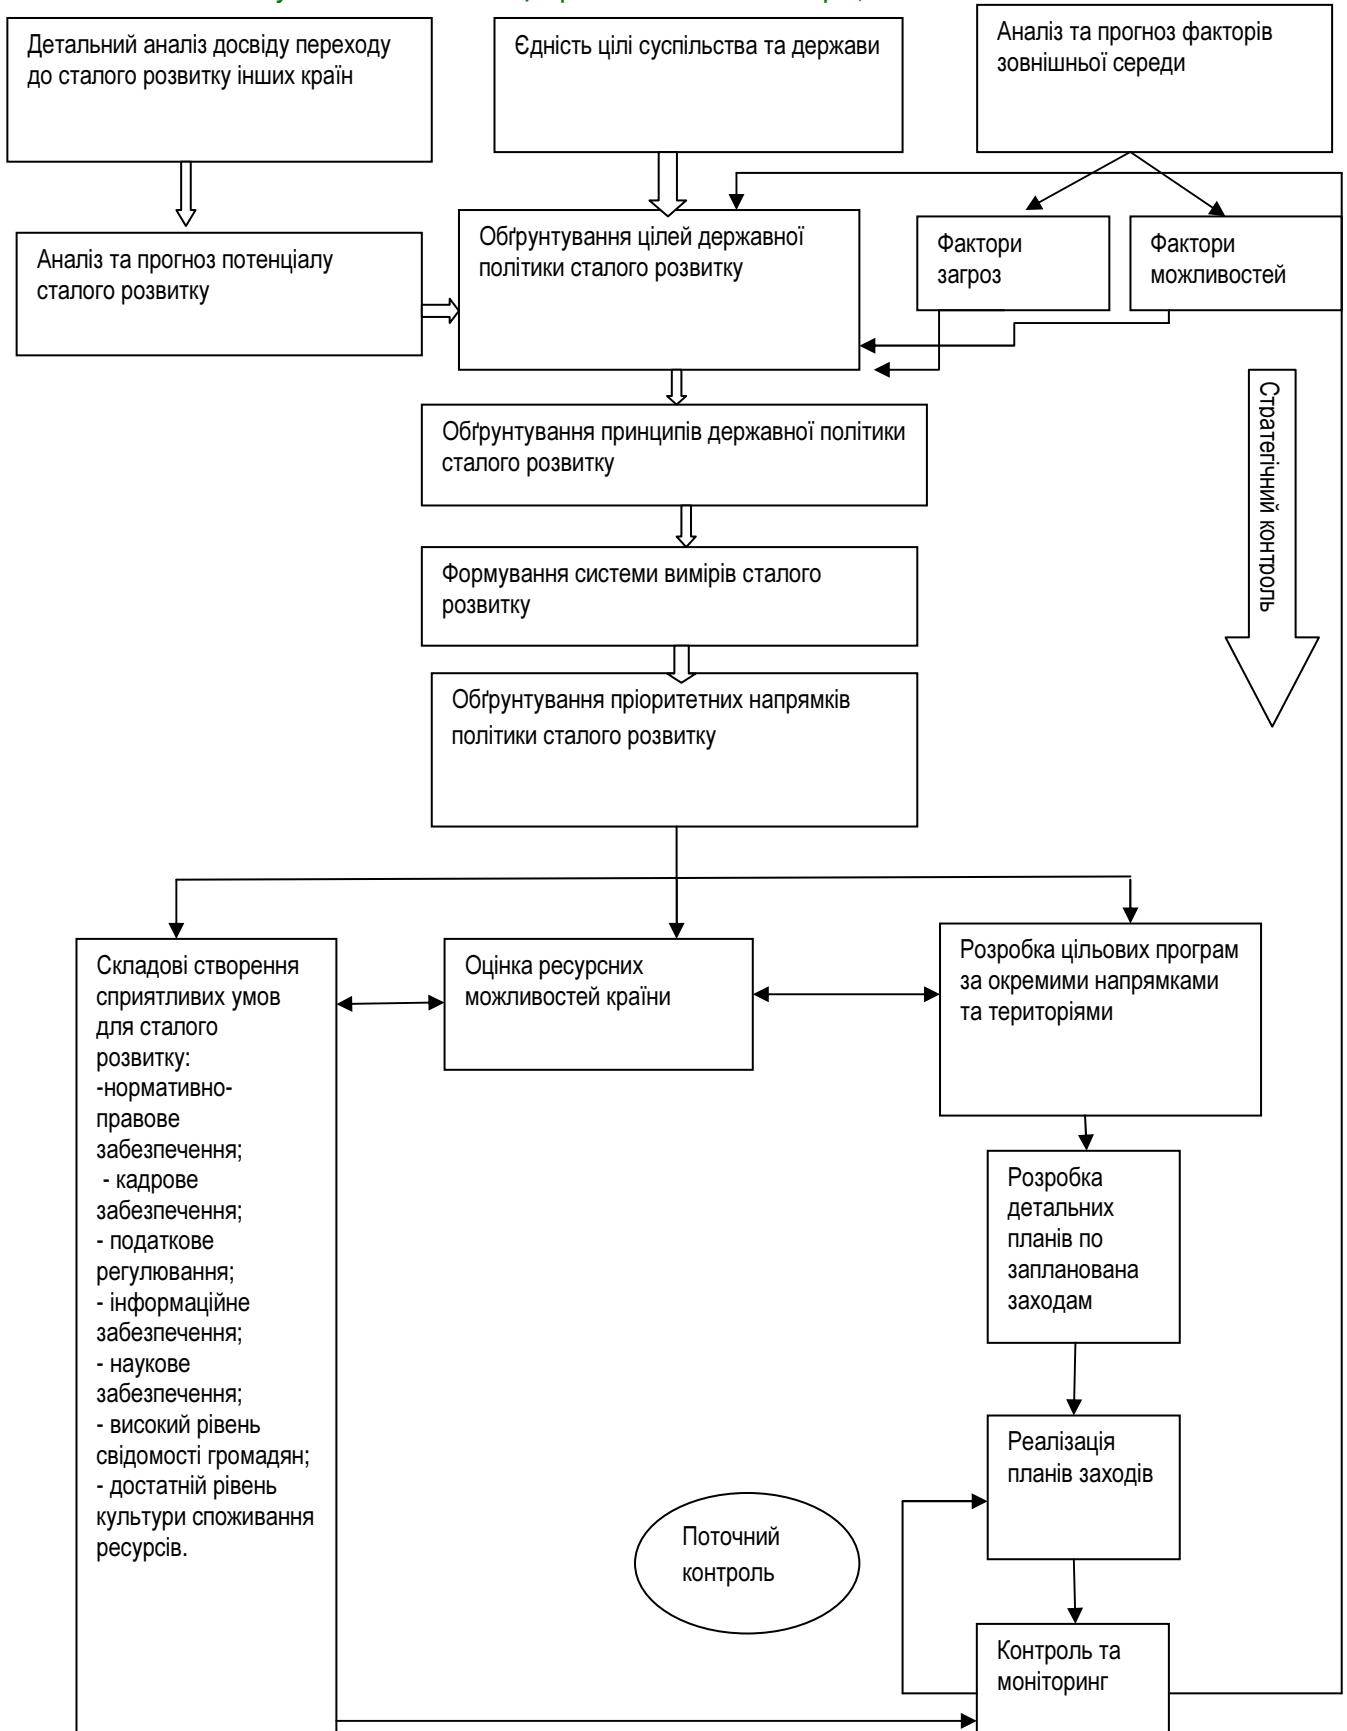 Детальний аналіз досвіду переходу
до сталого розвитку інших країн
Єдність цілі суспільства та держави
Аналіз та прогноз факторів
зовнішньої середи
Аналіз та прогноз потенціалу
сталого розвитку
Обґрунтування цілей державної
політики сталого розвитку
Фактори
загроз
Фактори
можливостей
Обґрунтування принципів державної політики
сталого розвитку
Стратегічний контроль
Формування системи вимірів сталого
розвитку
Обґрунтування пріоритетних напрямків
політики сталого розвитку
Складові створення
сприятливих умов
для сталого
розвитку:
-нормативно-
правове
забезпечення;
- кадрове
забезпечення;
- податкове
регулювання;
- інформаційне
забезпечення;
- наукове
забезпечення;
- високий рівень
свідомості громадян;
- достатній рівень
культури споживання
ресурсів.
Оцінка ресурсних
можливостей країни
Розробка цільових програм
за окремими напрямками
та територіями
Розробка
детальних
планів по
запланована
заходам
Реалізація
планів заходів
Поточний
контроль
Контроль та
моніторинг